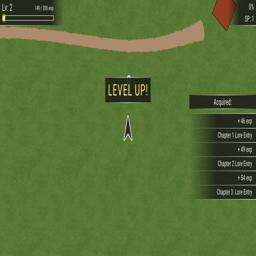 Lv: 2
149 / 200 exp
0%
SP: 1
LEVEL UP!
Acquired:
+ 46 exp
Chapter 1 Lore Entry
+ 49 exp
Chapter 2 Lore Entry
+ 54 exp
Chapter 3 Lore Entry